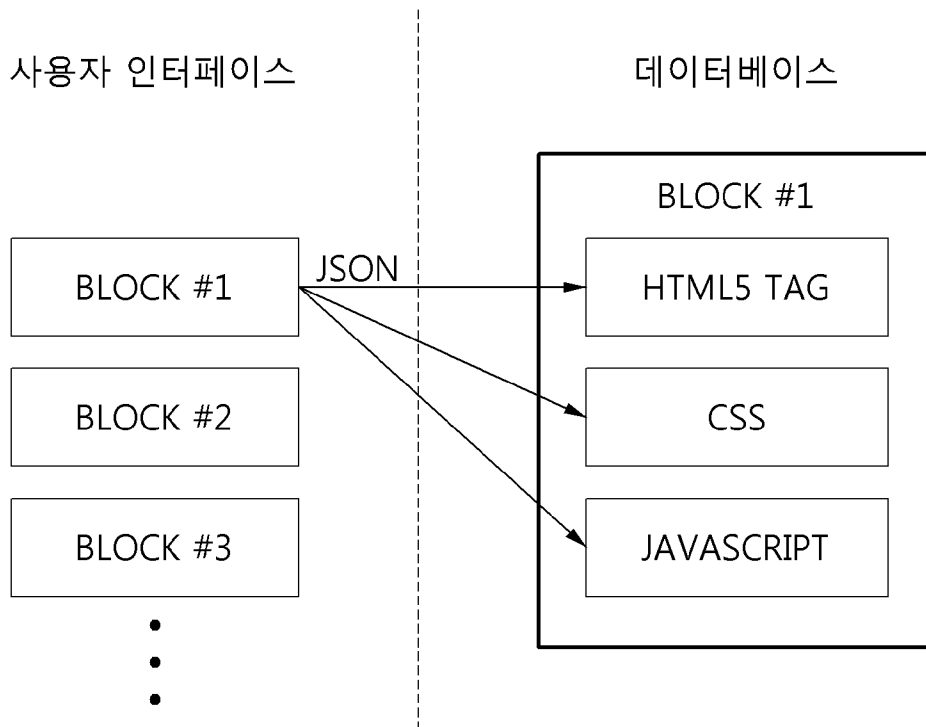 사용자 인터페이스
데이터베이스
BLOCK #1
BLOCK #1
JSON
HTML5 TAG
BLOCK #2
CSS
BLOCK #3
JAVASCRIPT